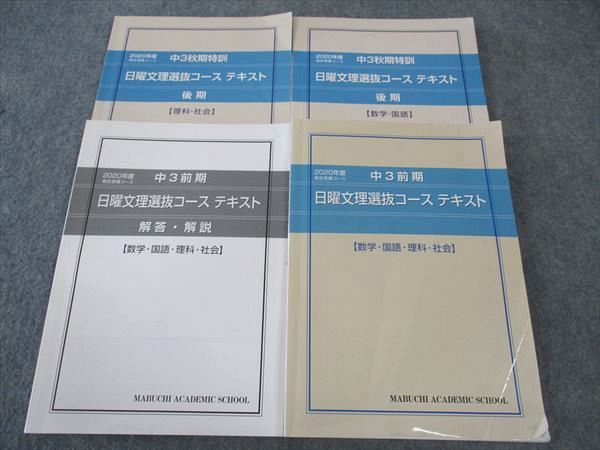 2020年度
高校受験コース
中3秋期特訓
日曜文理選抜コース テキスト
後期
【理科・社会】
2020年度
高校受験コース
中3秋期特訓
日曜文理選抜コース テキスト
後期
【数学・国語】
2020年度
高校受験コース
中3前期
日曜文理選抜コース テキスト
解答・解説
【数学・国語・理科・社会】
MABUCHI ACADEMIC SCHOOL
2020年度
高校受験コース
中3前期
日曜文理選抜コース テキスト
【数学・国語・理科・社会】
MABUCHI ACADEMIC SCHOOL